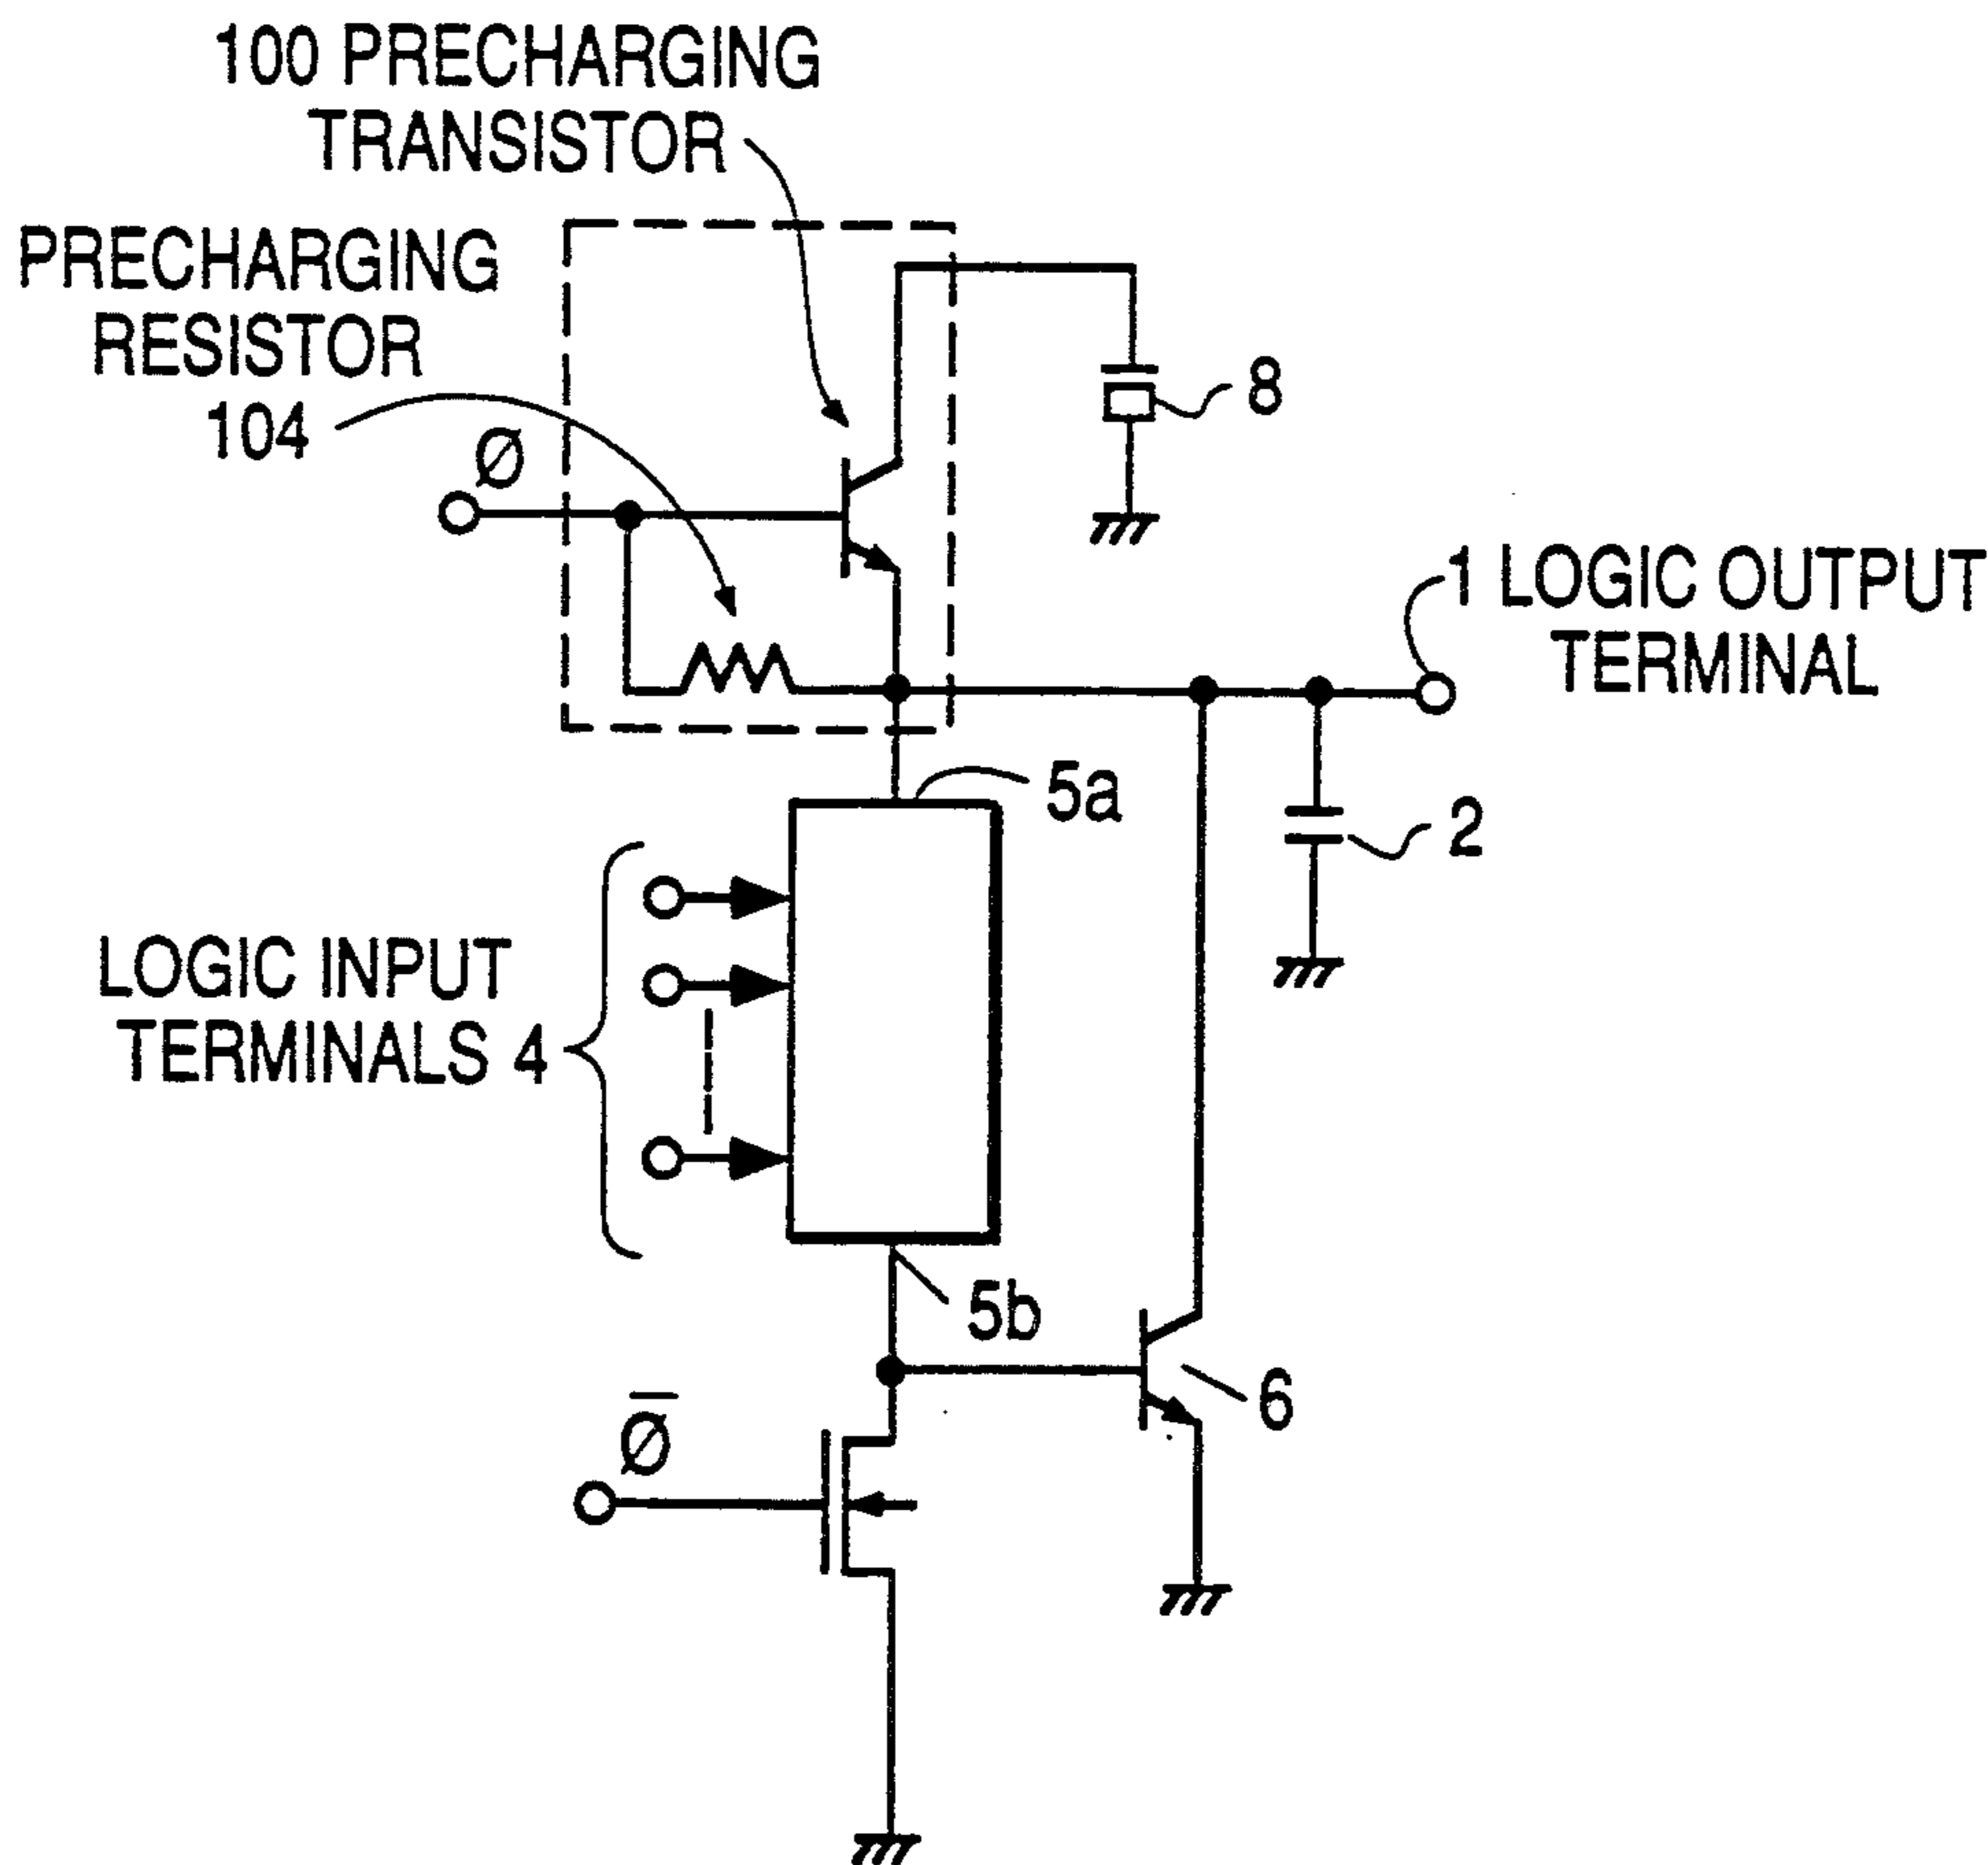 100 PRECHARGING
TRANSISTOR
PRECHARGING
RESISTOR
104
Ø
8
1 LOGIC OUTPUT
TERMINAL
5a
2
LOGIC INPUT
TERMINALS 4
5b
6
Ø̅